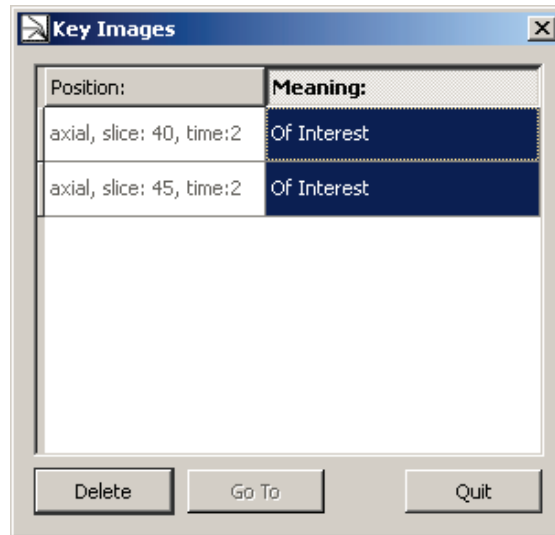 Key Images
Position: Meaning:
axial, slice: 40, time:2 Of Interest
axial, slice: 45, time:2 Of Interest
Delete Go To Quit